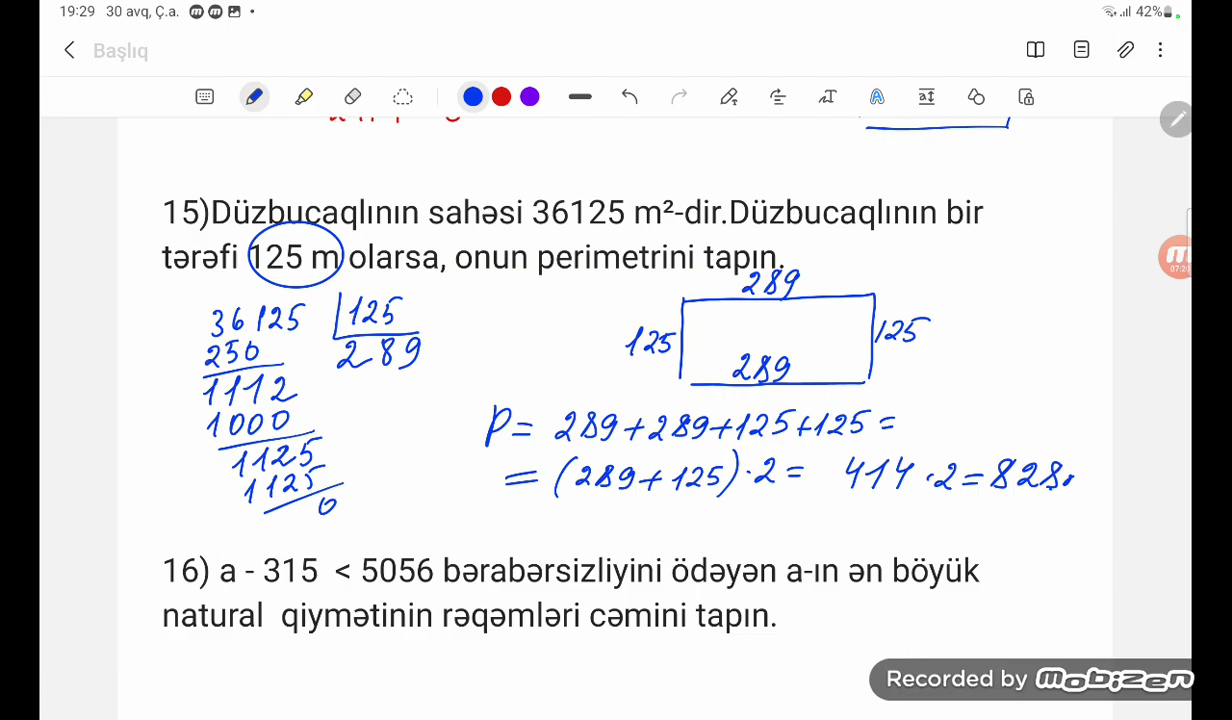 19:29 30 avq, Ç.a.
42%
Başlıq
15)Düzbucaqlının sahəsi 36125 m²-dir.Düzbucaqlının bir
tərəfi 125 m olarsa, onun perimetrini tapın.
36125 125
250 289
1112
1000
1125
1125
0
289
125 125
289
P= 289+289+125+125=
=(289+125)·2= 414·2=828
16) a - 315 < 5056 bərabərsizliyini ödəyən a-ın ən böyük
natural qiymətinin rəqəmləri cəmini tapın.
07:20
Recorded by mobizen